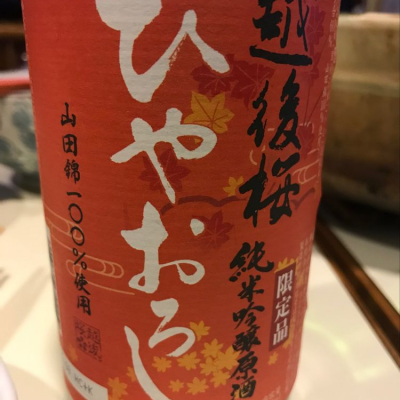 越後桜
純米吟醸原酒
限定品
ひやおろし
山田錦一〇〇%使用